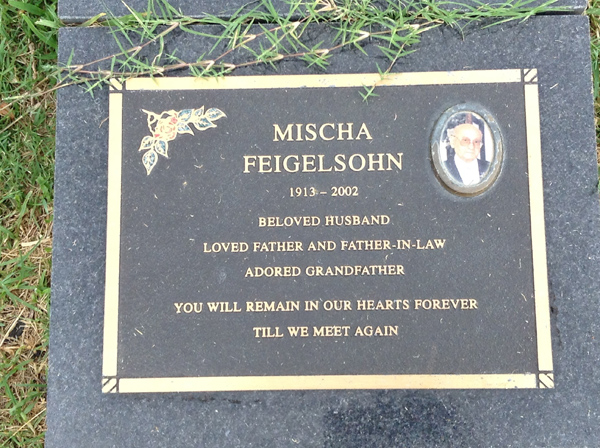 MISCHA
FEIGELSOHN
1913 – 2002
BELOVED HUSBAND
LOVED FATHER AND FATHER-IN-LAW
ADORED GRANDFATHER
YOU WILL REMAIN IN OUR HEARTS FOREVER
TILL WE MEET AGAIN